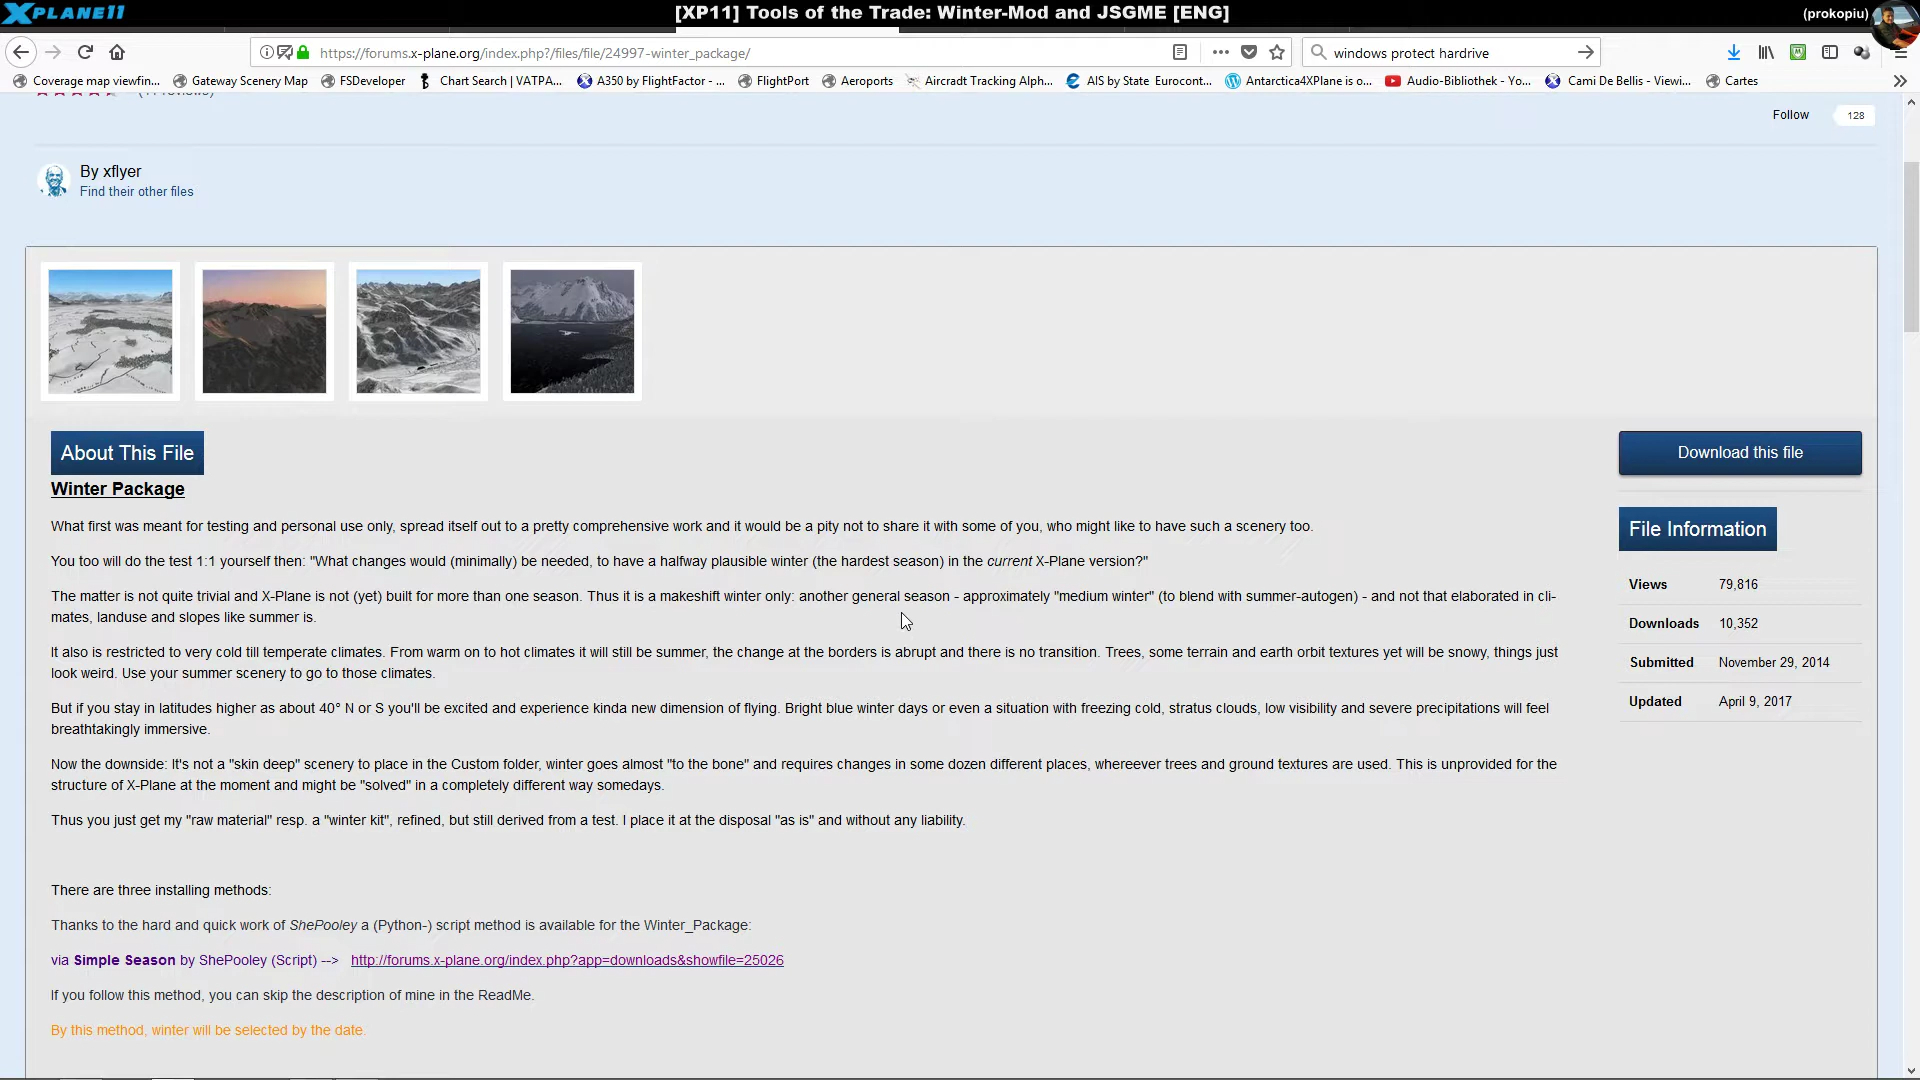 XPLANE11
[XP11] Tools of the Trade: Winter-Mod and JSGME [ENG]
(prokopiu)
https://forums.x-plane.org/index.php?/files/file/24997-winter_package/
windows protect hardrive
Coverage map viewfin...
Gateway Scenery Map
FSDeveloper
Chart Search | VATPA...
A350 by FlightFactor - ...
FlightPort
Aeroports
Aircradt Tracking Alph...
AIS by State Eurocont...
Antarctica4XPlane is o...
Audio-Bibliothek - Yo...
Cami De Bellis - Viewi...
Cartes
Follow
128
By xflyer
Find their other files
About This File
Winter Package
What first was meant for testing and personal use only, spread itself out to a pretty comprehensive work and it would be a pity not to share it with some of you, who might like to have such a scenery too.
You too will do the test 1:1 yourself then: "What changes would (minimally) be needed, to have a halfway plausible winter (the hardest season) in the current X-Plane version?"
The matter is not quite trivial and X-Plane is not (yet) built for more than one season. Thus it is a makeshift winter only: another general season - approximately "medium winter" (to blend with summer-autogen) - and not that elaborated in cli-
mates, landuse and slopes like summer is.
It also is restricted to very cold till temperate climates. From warm on to hot climates it will still be summer, the change at the borders is abrupt and there is no transition. Trees, some terrain and earth orbit textures yet will be snowy, things just
look weird. Use your summer scenery to go to those climates.
But if you stay in latitudes higher as about 40° N or S you'll be excited and experience kinda new dimension of flying. Bright blue winter days or even a situation with freezing cold, stratus clouds, low visibility and severe precipitations will feel
breathtakingly immersive.
Now the downside: It's not a "skin deep" scenery to place in the Custom folder, winter goes almost "to the bone" and requires changes in some dozen different places, whereever trees and ground textures are used. This is unprovided for the
structure of X-Plane at the moment and might be "solved" in a completely different way somedays.
Thus you just get my "raw material" resp. a "winter kit", refined, but still derived from a test. I place it at the disposal "as is" and without any liability.
There are three installing methods:
Thanks to the hard and quick work of ShePooley a (Python-) script method is available for the Winter_Package:
via Simple Season by ShePooley (Script) --> http://forums.x-plane.org/index.php?app=downloads&showfile=25026
If you follow this method, you can skip the description of mine in the ReadMe.
By this method, winter will be selected by the date.
Download this file
File Information
Views 79,816
Downloads 10,352
Submitted November 29, 2014
Updated April 9, 2017